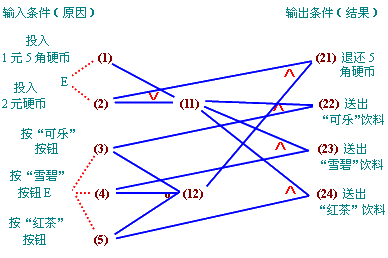 输入条件（原因）
输出条件（结果）
投入
1元5角硬币
(1)
E
投入
2元硬币
(2)
∨
(11)
按“可乐”
按钮
(3)
按“雪碧”
按钮E
(4)
(12)
按“红茶”
按钮
(5)
(21) 退还5
角硬币
∧
(22) 送出
“可乐”饮料
∧
(23) 送出
“雪碧”饮料
∧
(24) 送出
“红茶”饮料
∧